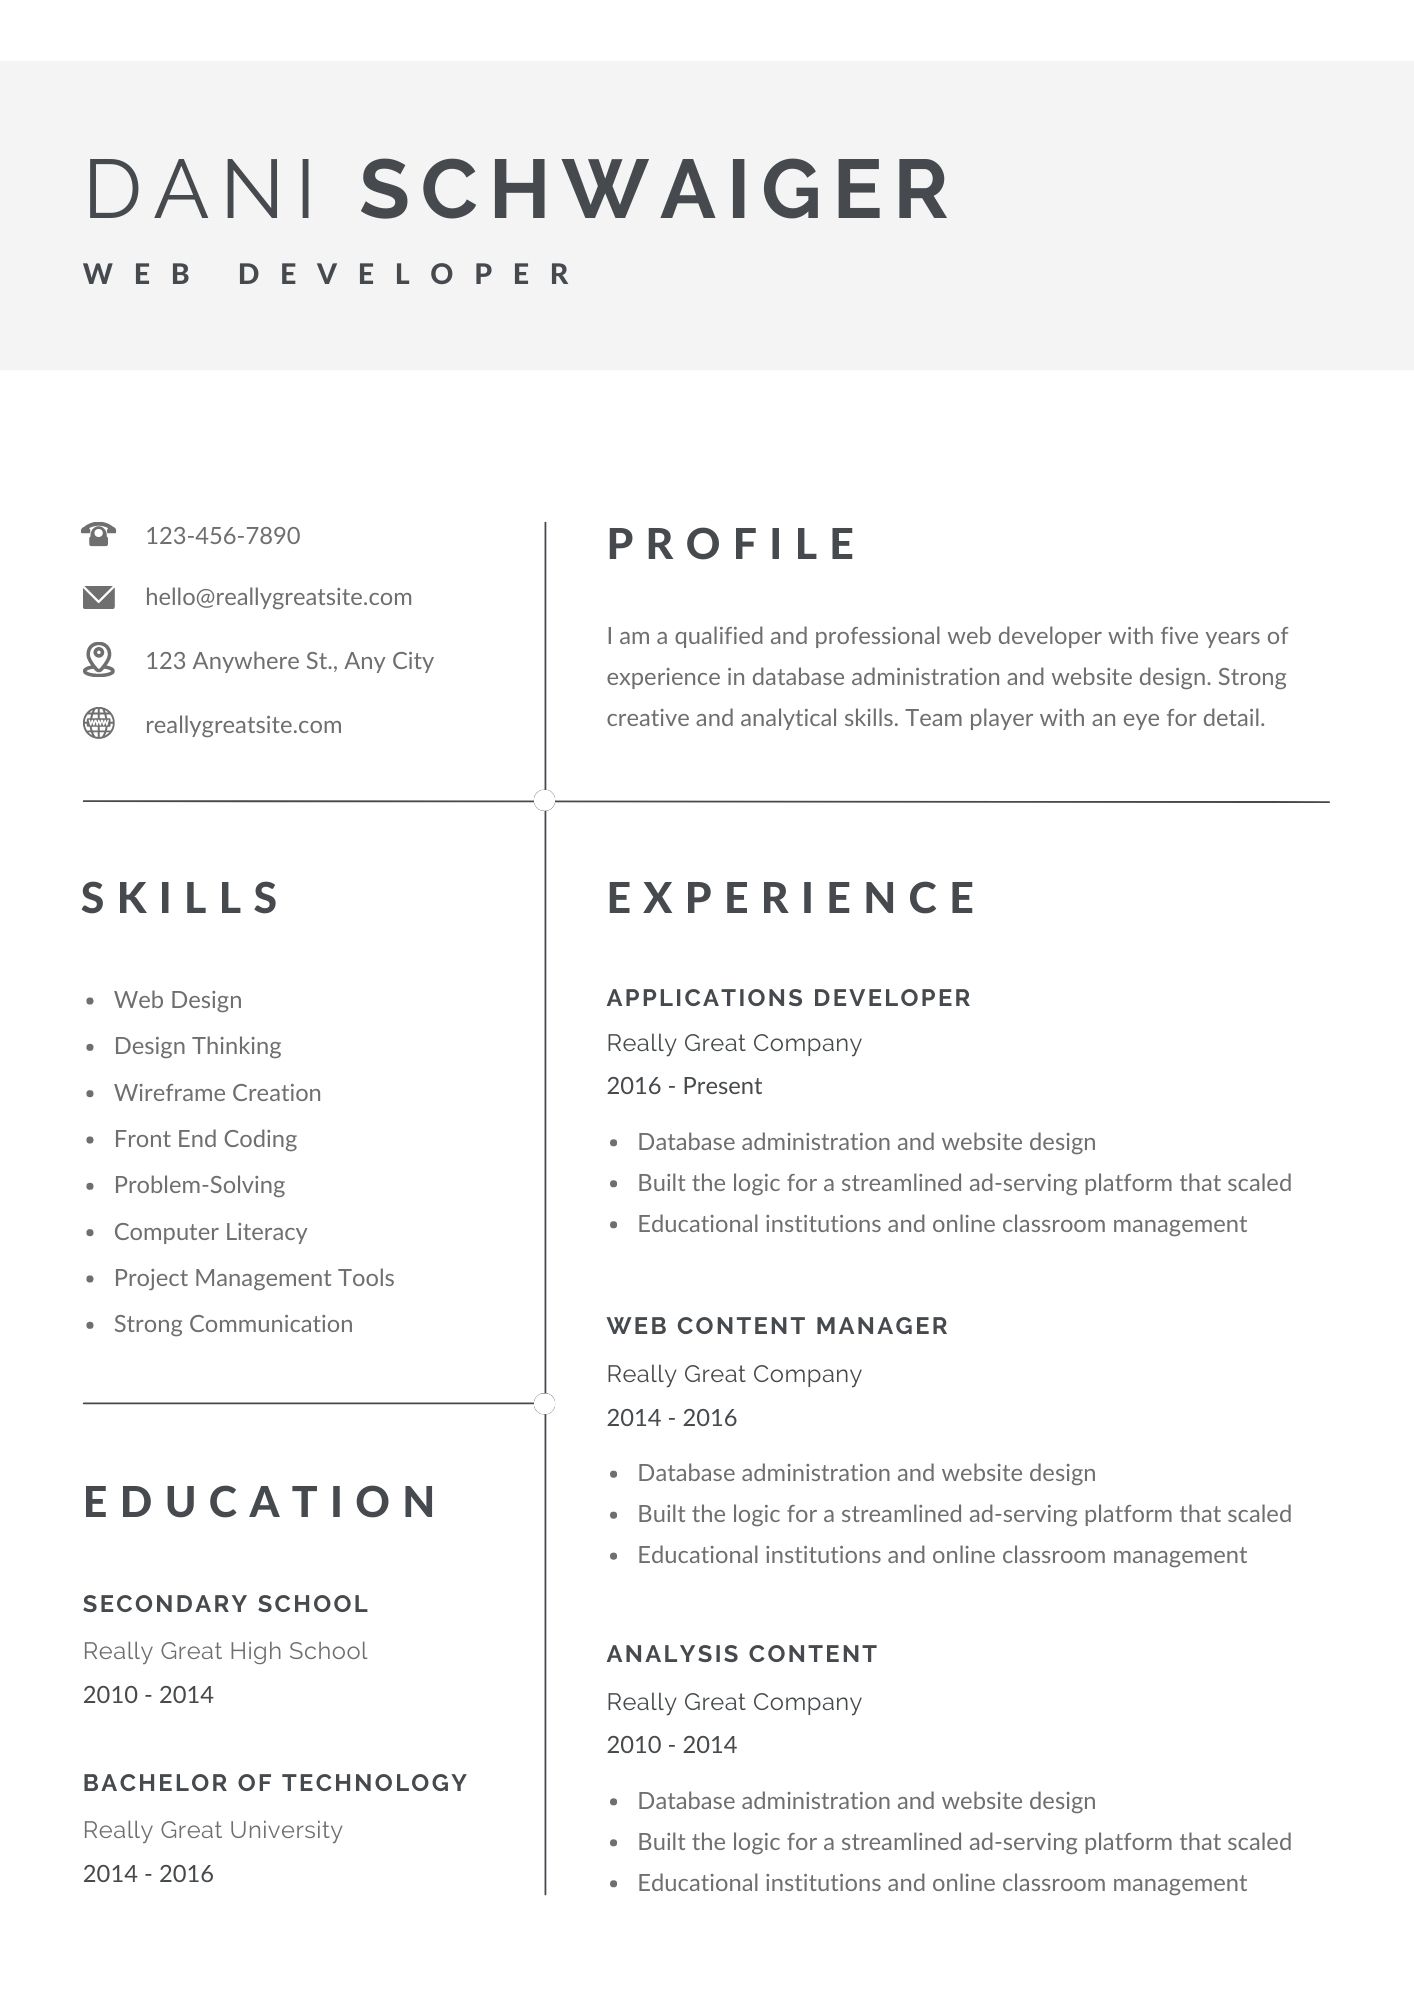 DANI SCHWAIGER
WEB DEVELOPER
123-456-7890
hello@reallygreatsite.com
123 Anywhere St., Any City
reallygreatsite.com
PROFILE
I am a qualified and professional web developer with five years of
experience in database administration and website design. Strong
creative and analytical skills. Team player with an eye for detail.
SKILLS
• Web Design
• Design Thinking
• Wireframe Creation
• Front End Coding
• Problem-Solving
• Computer Literacy
• Project Management Tools
• Strong Communication
EDUCATION
SECONDARY SCHOOL
Really Great High School
2010 - 2014
BACHELOR OF TECHNOLOGY
Really Great University
2014 - 2016
EXPERIENCE
APPLICATIONS DEVELOPER
Really Great Company
2016 - Present
• Database administration and website design
• Built the logic for a streamlined ad-serving platform that scaled
• Educational institutions and online classroom management
WEB CONTENT MANAGER
Really Great Company
2014 - 2016
• Database administration and website design
• Built the logic for a streamlined ad-serving platform that scaled
• Educational institutions and online classroom management
ANALYSIS CONTENT
Really Great Company
2010 - 2014
• Database administration and website design
• Built the logic for a streamlined ad-serving platform that scaled
• Educational institutions and online classroom management